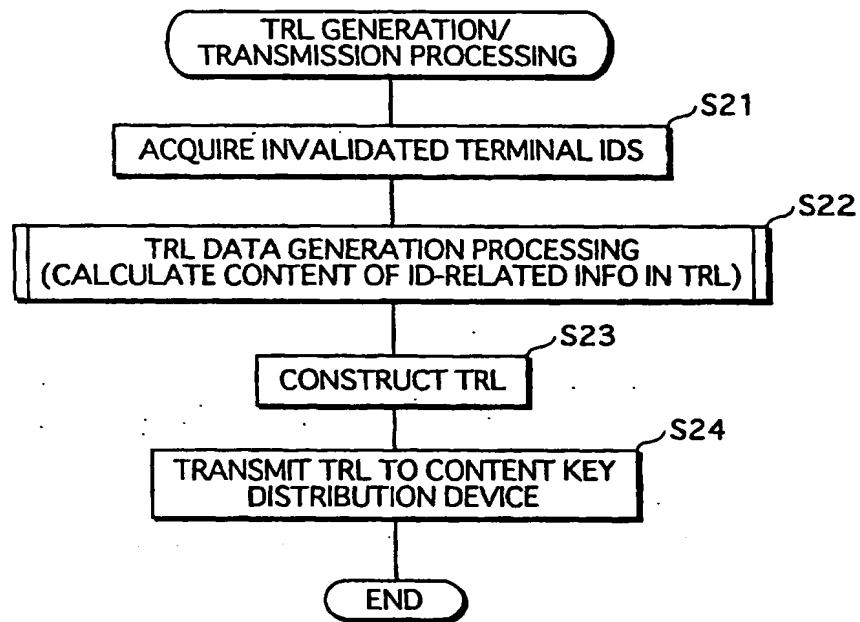 TRL GENERATION/
TRANSMISSION PROCESSING
S21
ACQUIRE INVALIDATED TERMINAL IDS
S22
TRL DATA GENERATION PROCESSING
(CALCULATE CONTENT OF ID-RELATED INFO IN TRL)
S23
CONSTRUCT TRL
S24
TRANSMIT TRL TO CONTENT KEY
DISTRIBUTION DEVICE
END